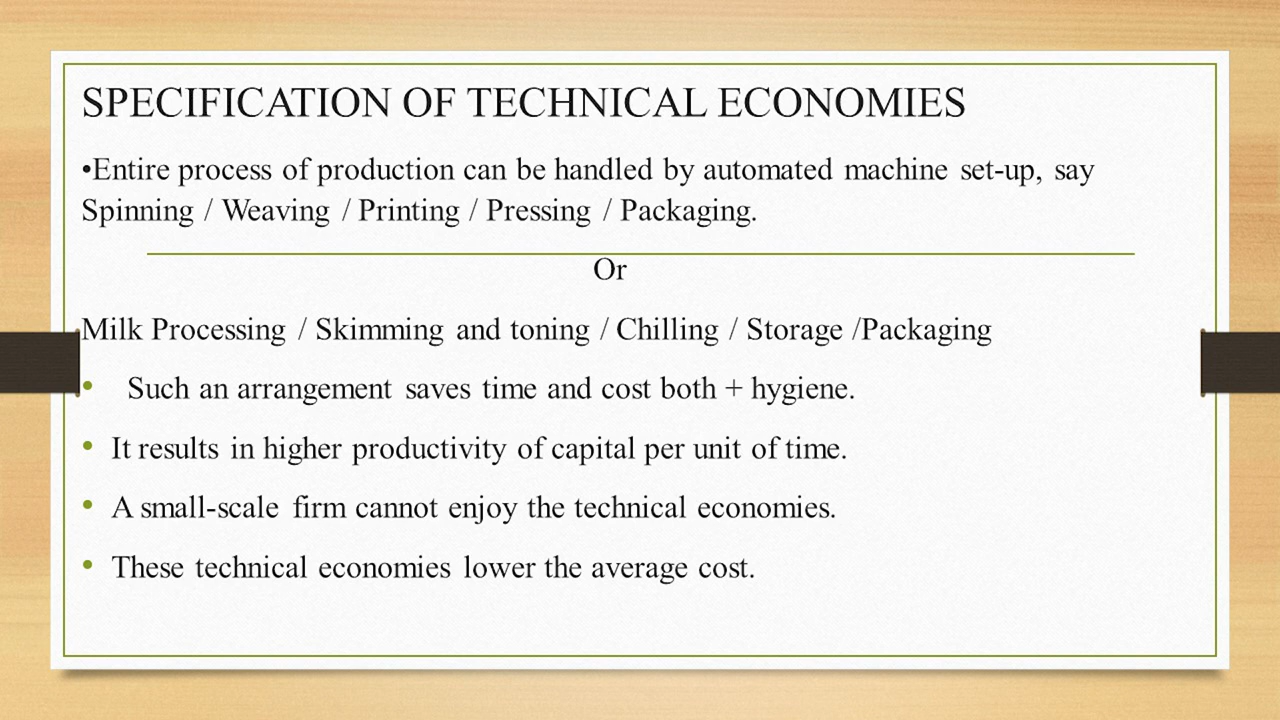 SPECIFICATION OF TECHNICAL ECONOMIES
•Entire process of production can be handled by automated machine set-up, say
Spinning / Weaving / Printing / Pressing / Packaging.
Or
Milk Processing / Skimming and toning / Chilling / Storage /Packaging
• Such an arrangement saves time and cost both + hygiene.
• It results in higher productivity of capital per unit of time.
• A small-scale firm cannot enjoy the technical economies.
• These technical economies lower the average cost.